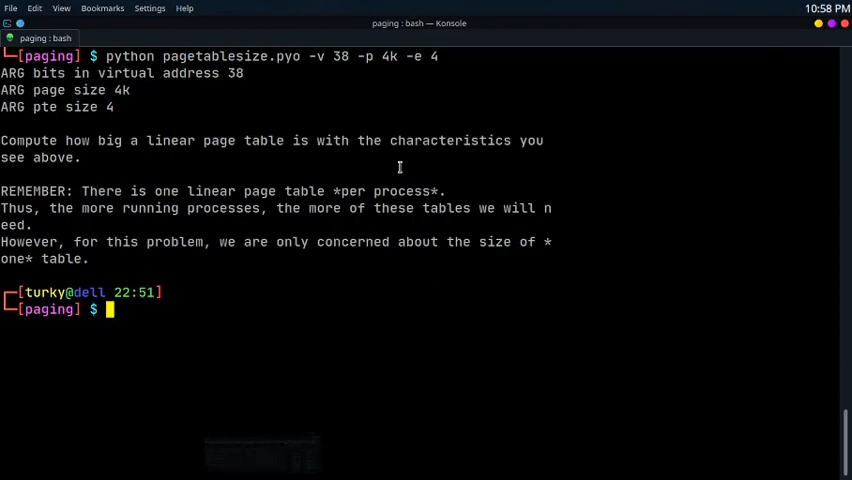 File Edit View Bookmarks Settings Help 10:58 PM
paging : bash — Konsole
paging : bash
└─[paging] $ python pagetablesize.pyo -v 38 -p 4k -e 4
ARG bits in virtual address 38
ARG page size 4k
ARG pte size 4
Compute how big a linear page table is with the characteristics you
see above.
REMEMBER: There is one linear page table *per process*.
Thus, the more running processes, the more of these tables we will n
eed.
However, for this problem, we are only concerned about the size of *
one* table.
┌─[turky@dell 22:51]
└─[paging] $